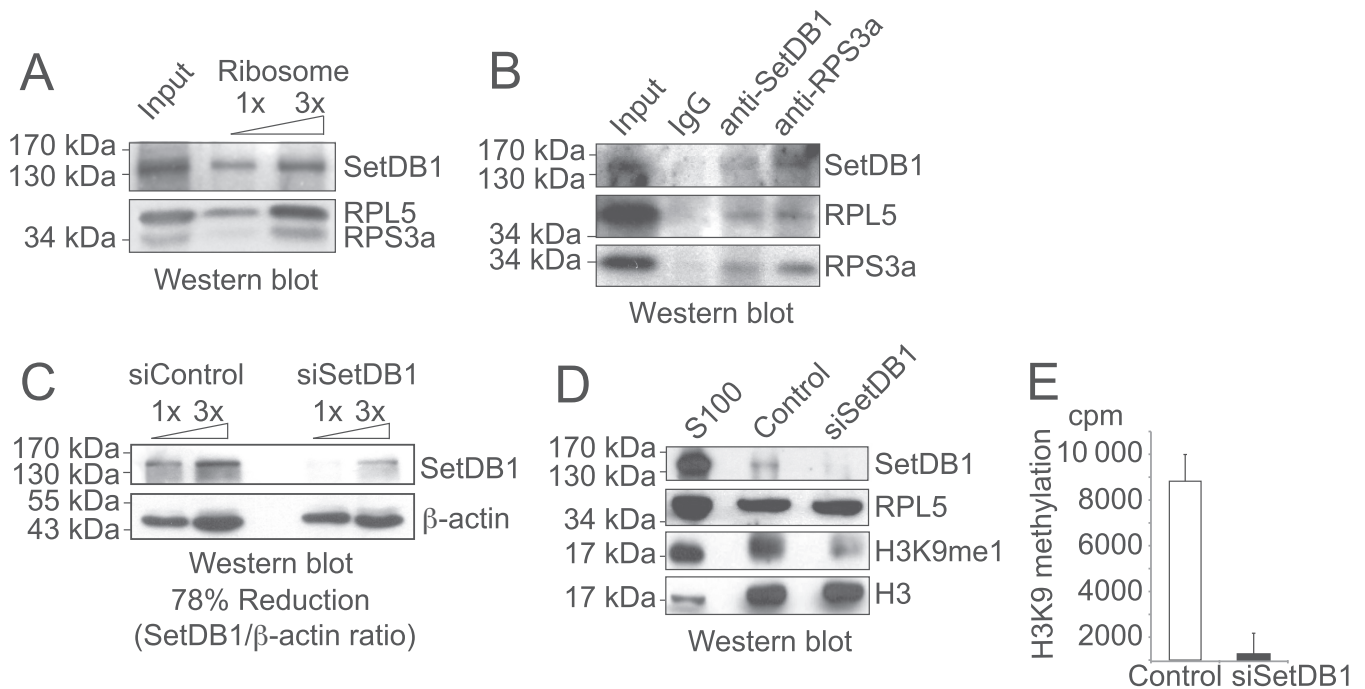 A
Input
Ribosome
1x 3x
170 kDa
130 kDa
SetDB1
RPL5
34 kDa
RPS3a
Western blot
B
Input
IgG
anti-SetDB1
anti-RPS3a
170 kDa
130 kDa
SetDB1
RPL5
34 kDa
34 kDa
RPS3a
Western blot
C
siControl siSetDB1
1x 3x 1x 3x
170 kDa
130 kDa
SetDB1
55 kDa
43 kDa
β-actin
Western blot
78% Reduction
(SetDB1/β-actin ratio)
D
S100
Control
siSetDB1
170 kDa
130 kDa
SetDB1
RPL5
34 kDa
17 kDa
H3K9me1
17 kDa
H3
Western blot
E
cpm
H3K9 methylation
10 000
8000
6000
4000
2000
Control siSetDB1